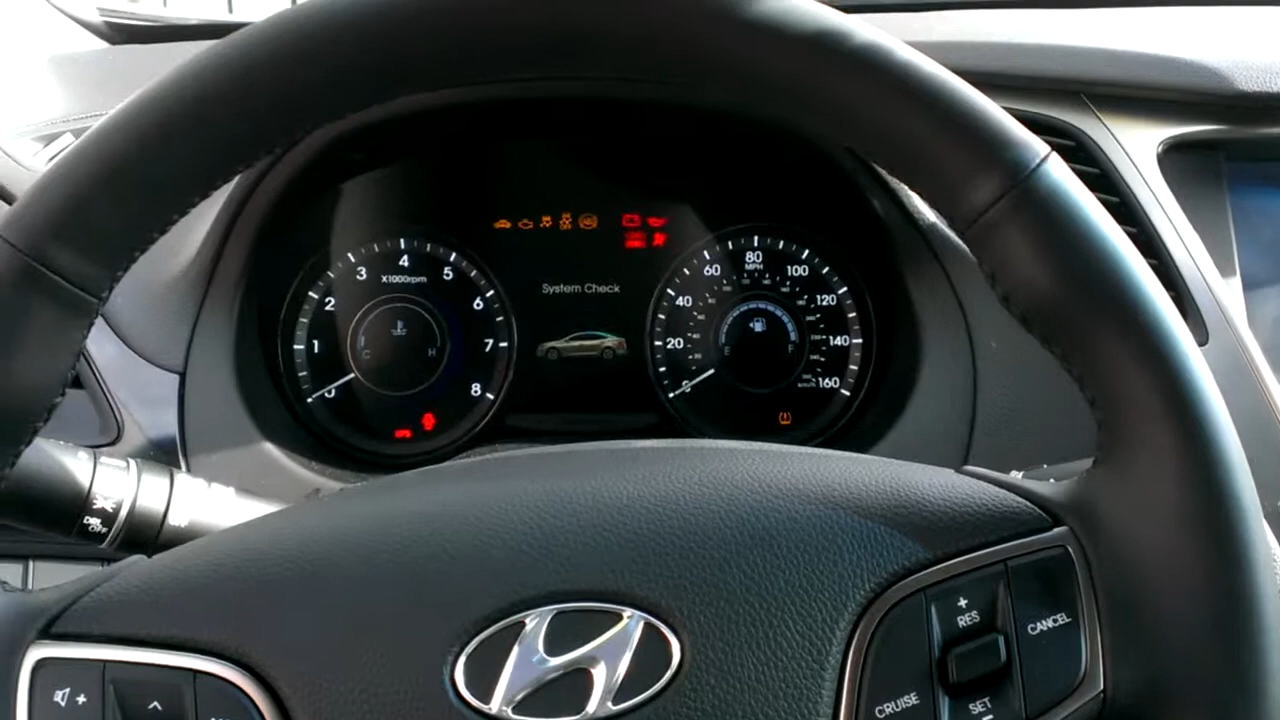 4
3
5
X1000rpm
2
6
1
7
0
8
C
H
System Check
80
MPH
60
100
40
120
20
140
0
160
E
F
DRL
OFF
+
+
RES
CANCEL
CRUISE
SET
−